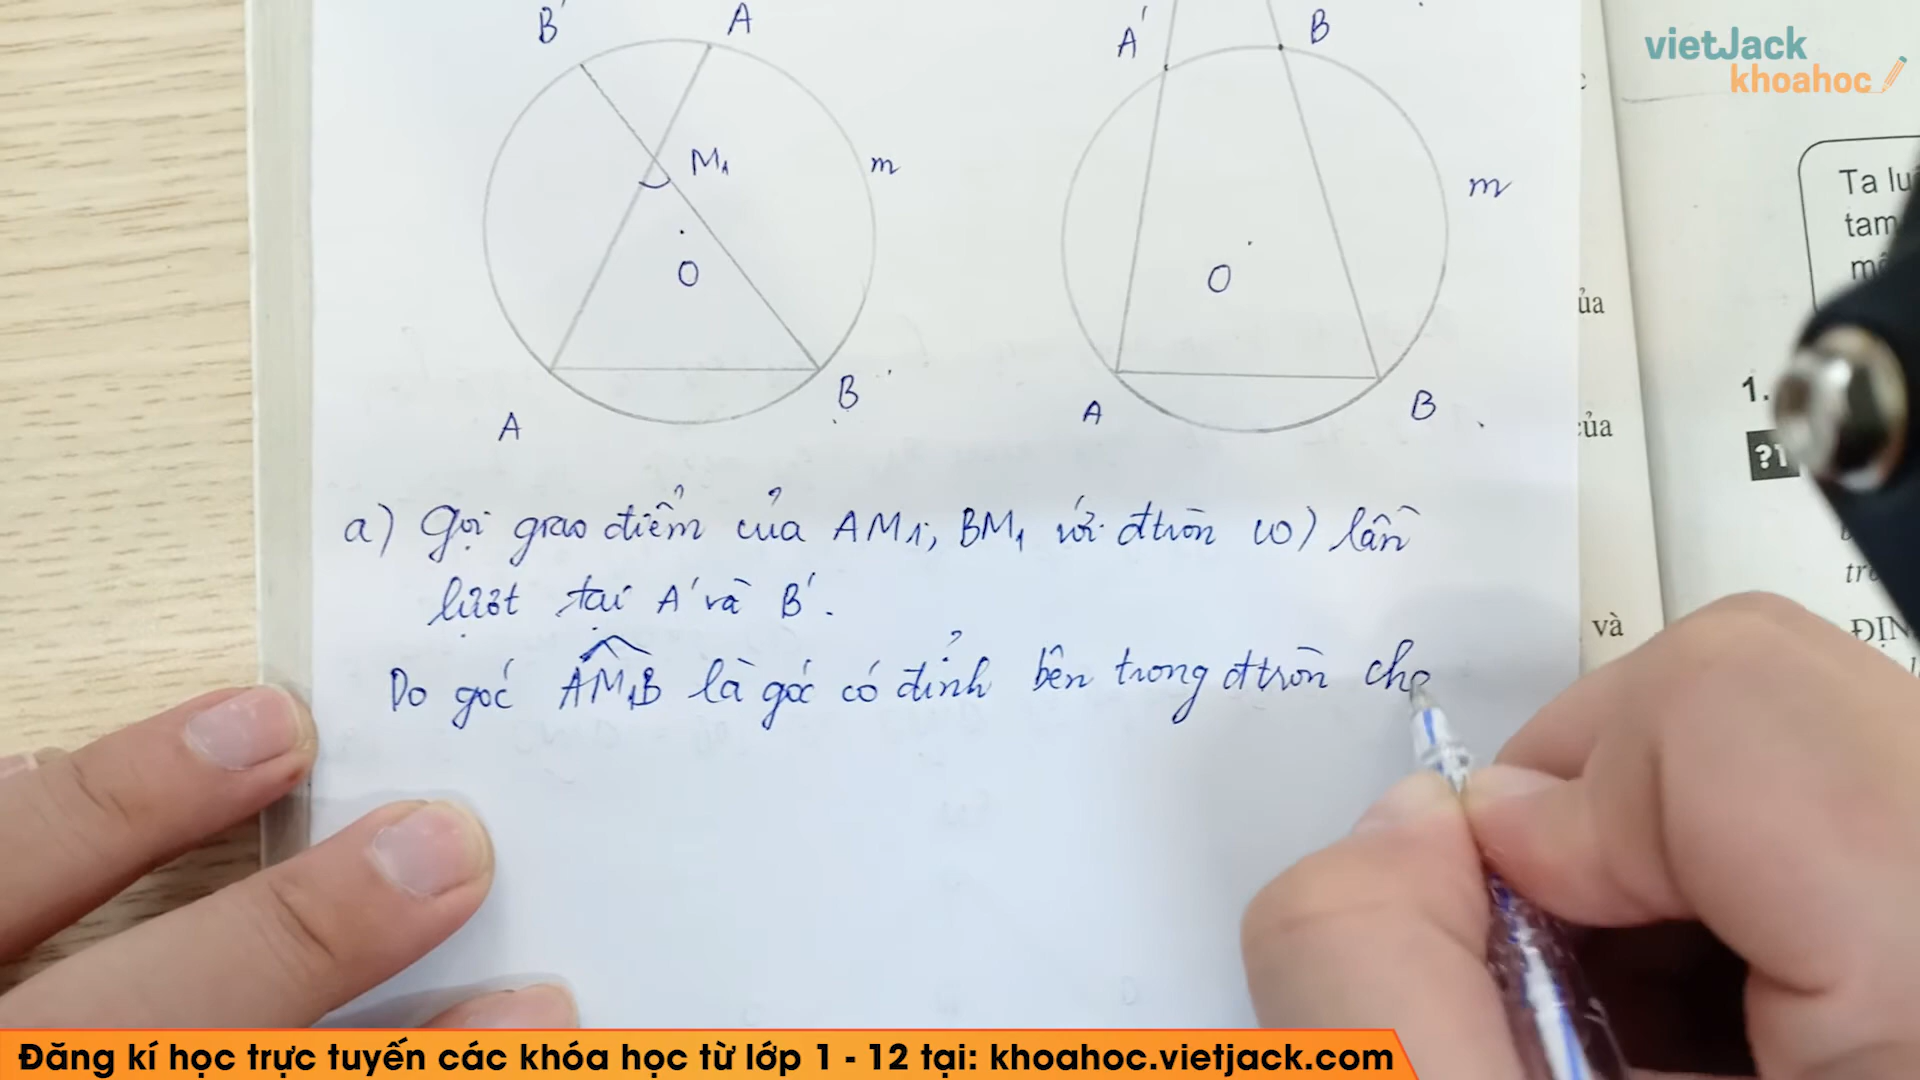 B' A A' B
vietJack
khoahoc
M1 m m
O O
A B A B
Ta lu
tam
mộ
ủa
của
1.
?1
và
ĐỊN
a) Gọi giao điểm của AM1; BM1 với đtròn (O) lần
lượt tại A' và B'.
Do góc AM1B là góc có đỉnh bên trong đtròn cho
Đăng kí học trực tuyến các khóa học từ lớp 1 - 12 tại: khoahoc.vietjack.com